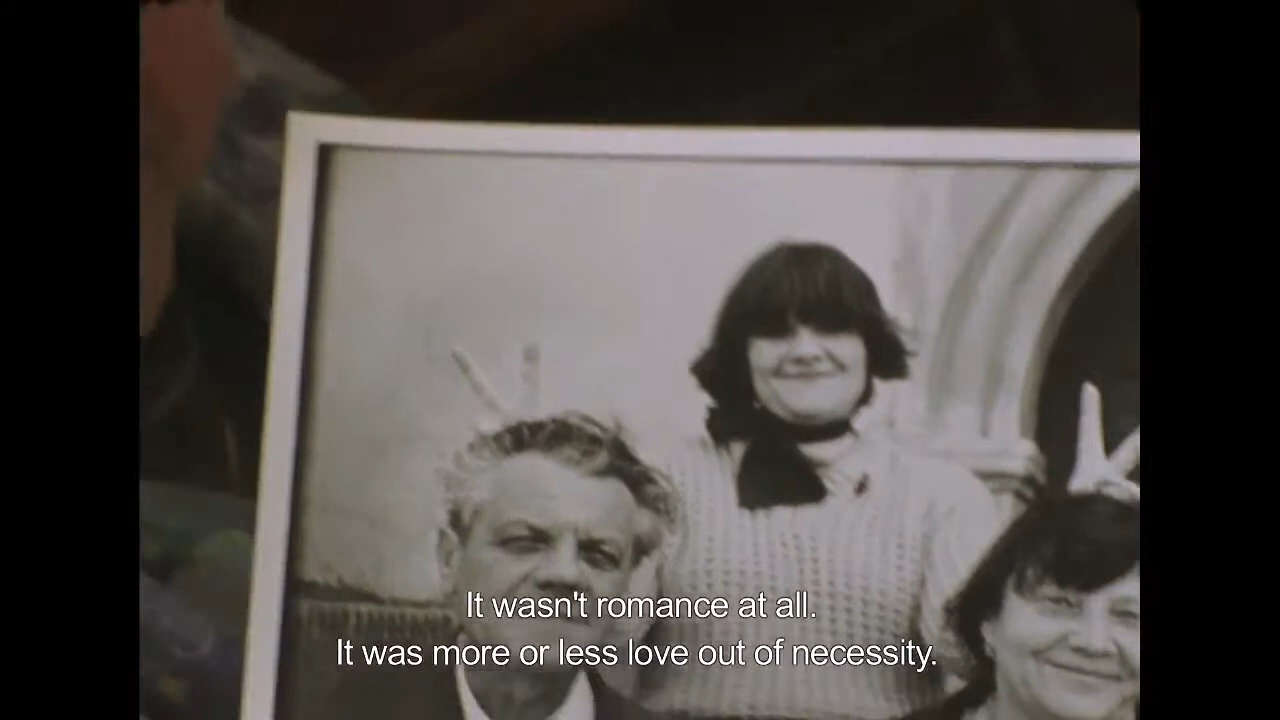 It wasn't romance at all.
It was more or less love out of necessity.